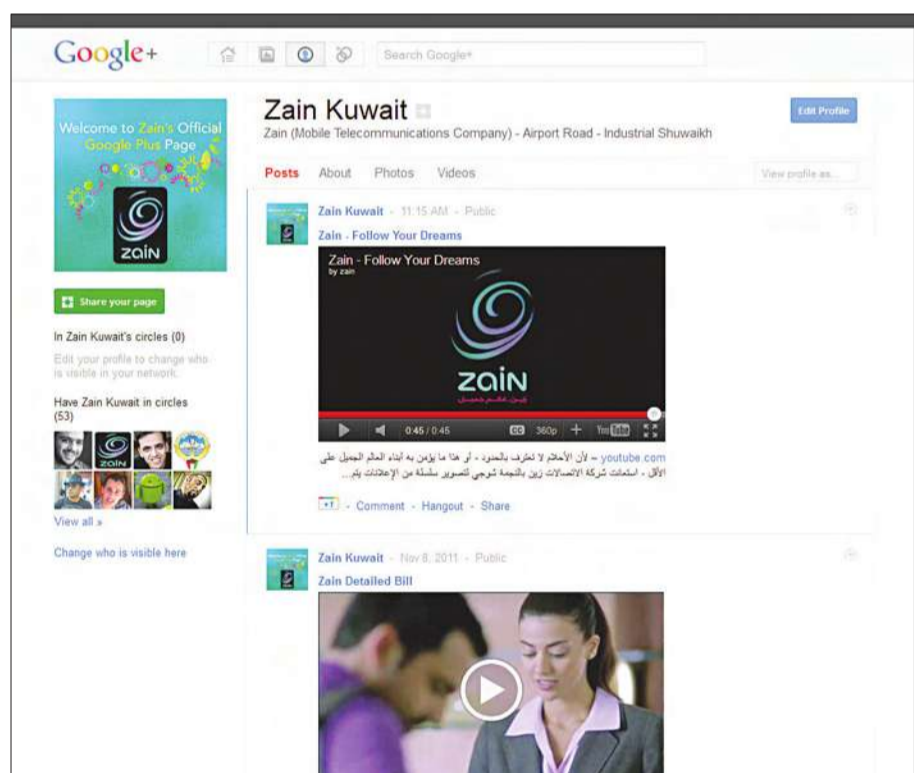 Google+
Search Google+
Welcome to Zain's Official
Google Plus Page
zain
Share your page
In Zain Kuwait's circles (0)
Edit your profile to change who
is visible in your network.
Have Zain Kuwait in circles
(53)
View all »
Change who is visible here
Zain Kuwait
Edit Profile
Zain (Mobile Telecommunications Company) - Airport Road - Industrial Shuwaikh
Posts About Photos Videos
View profile as...
Zain Kuwait - 11:15 AM - Public
Zain - Follow Your Dreams
Zain - Follow Your Dreams
by zain
zain
زين. عالم جميل
0:45 / 0:45 CC 360p + YouTube
youtube.com – لأن الأحلام لا تعترف بالحدود - أو هذا ما يؤمن به أبناء العالم الجميل على
الأقل - استعانت شركة الاتصالات زين بالنجمة شوجي لتصوير سلسلة من الإعلانات يتم...
+1 - Comment - Hangout - Share
Zain Kuwait - Nov 8, 2011 - Public
Zain Detailed Bill